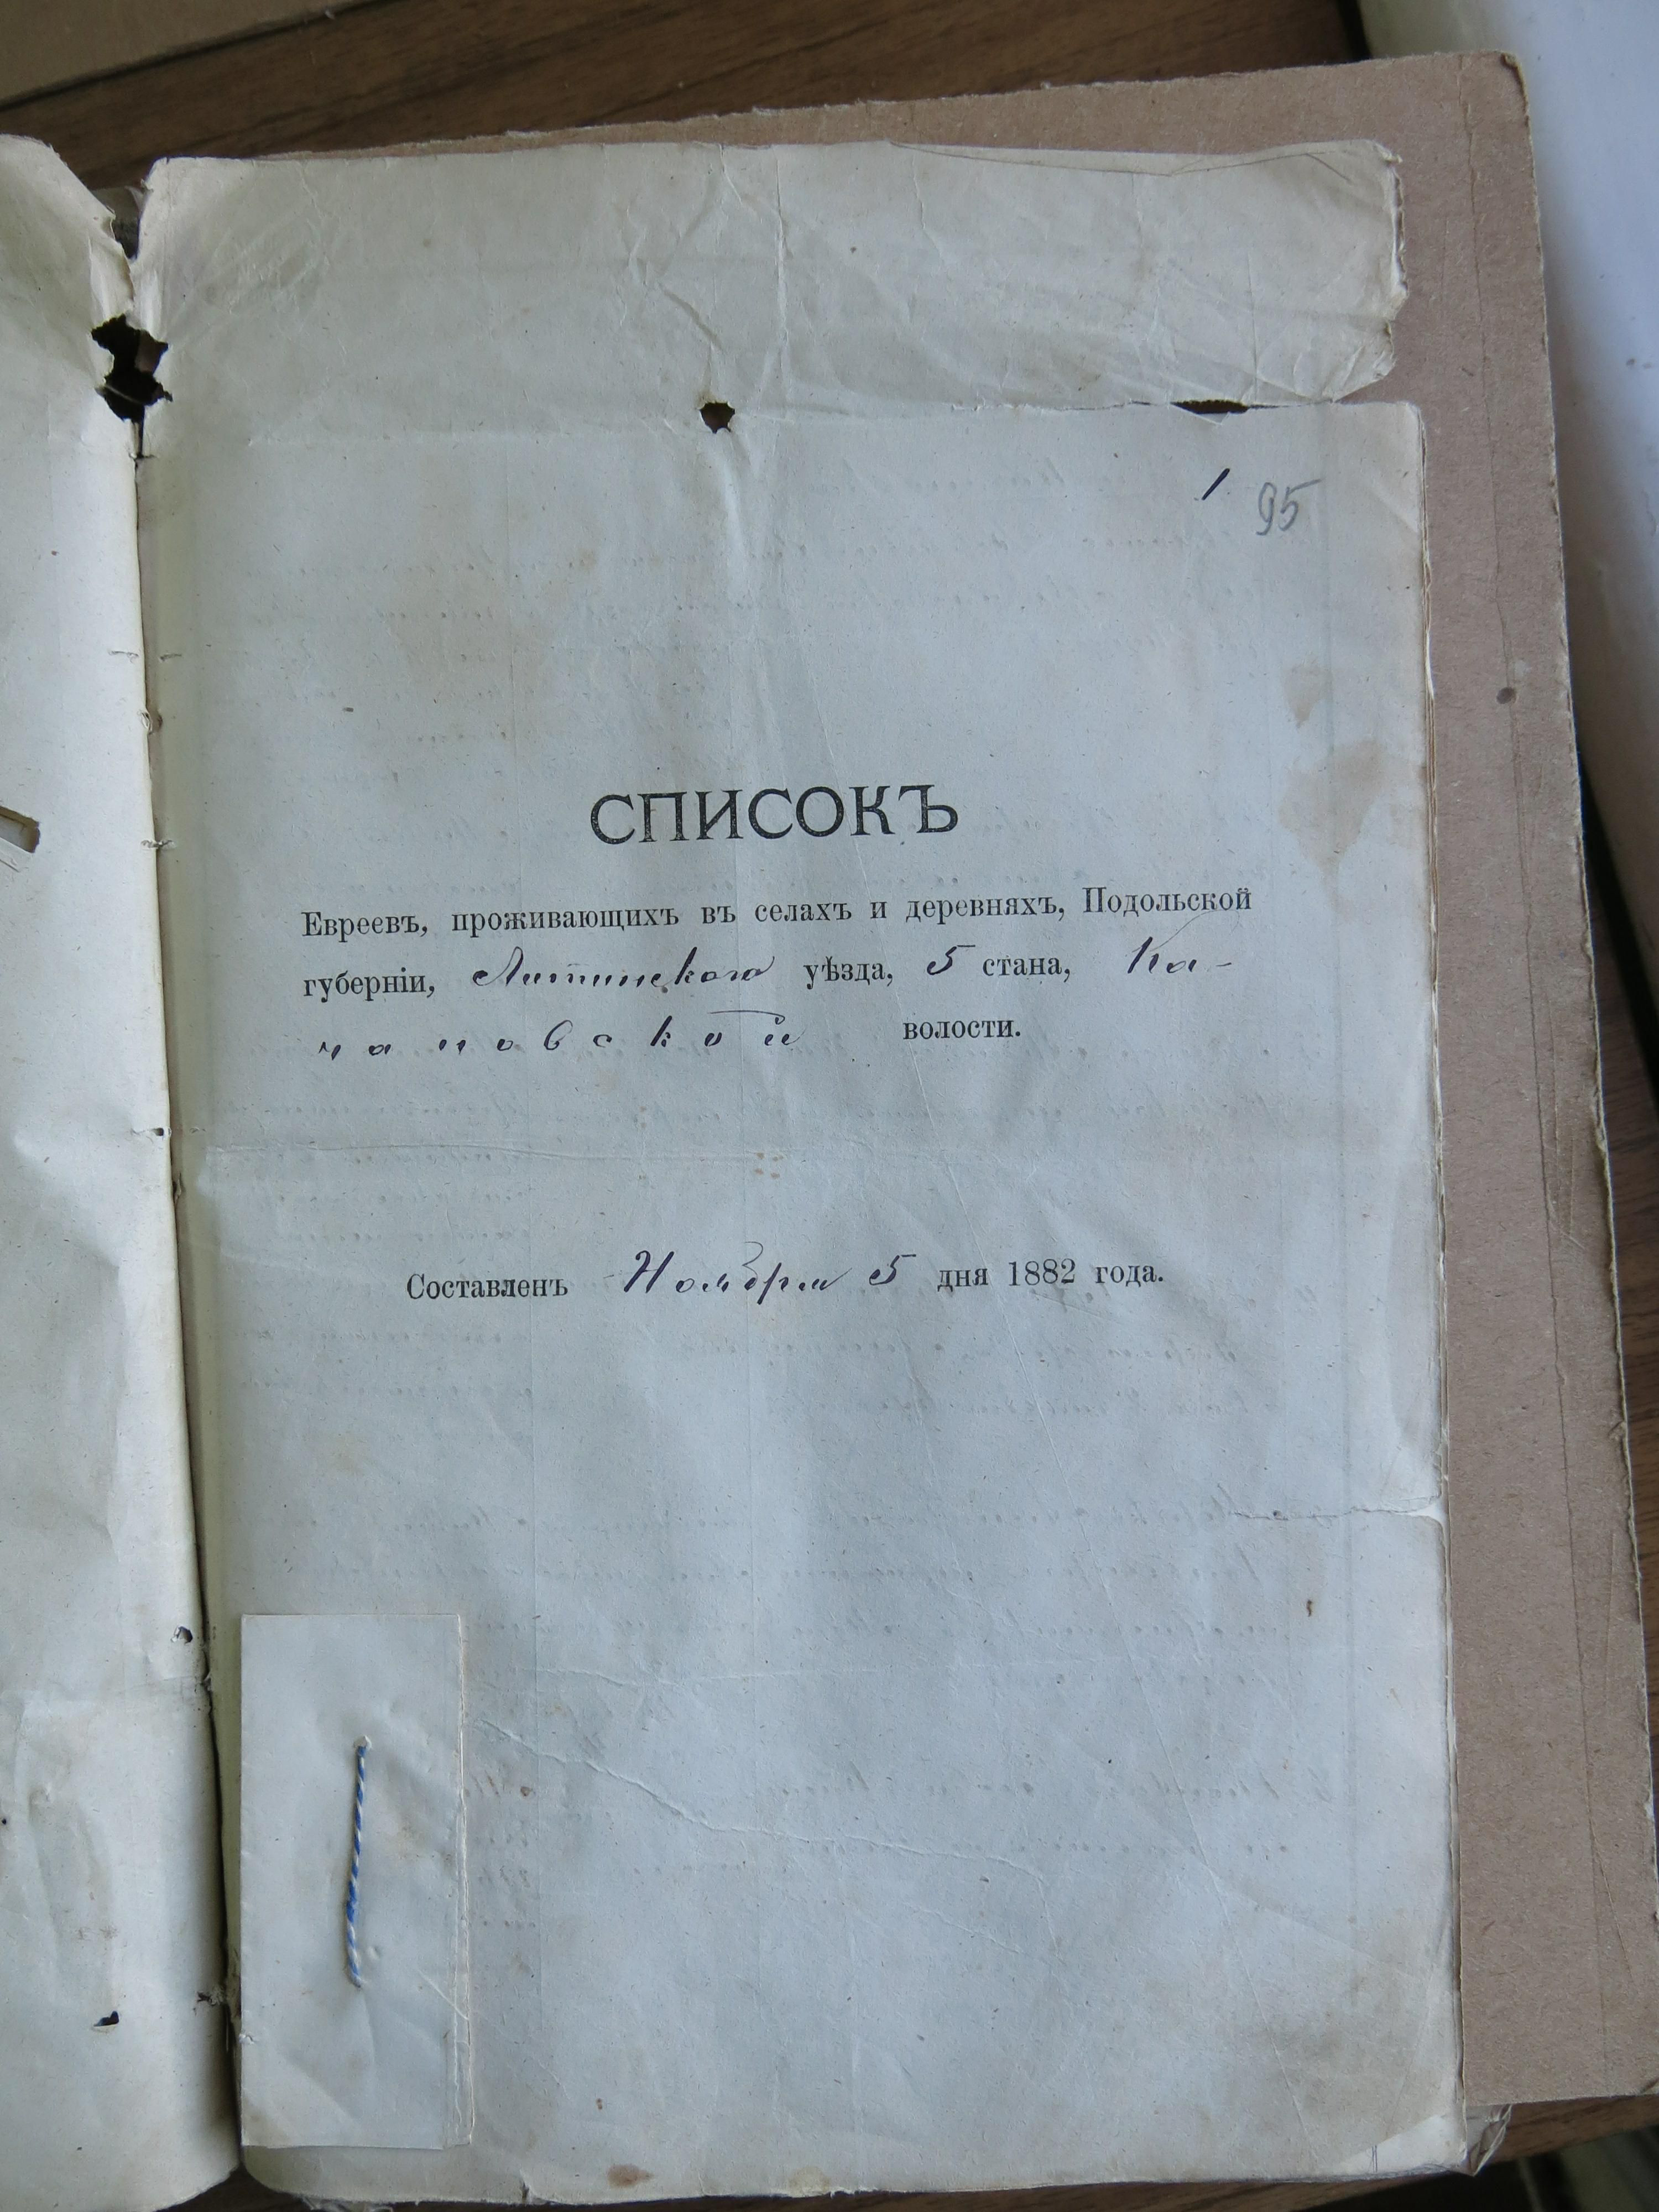 1 95
СПИСОКЪ
Евреевъ, проживающихъ въ селахъ и деревняхъ, Подольской
губерніи, Литинскаго уѣзда, 5 стана, Ка-
чановской волости.
Составленъ Ноября 5 дня 1882 года.